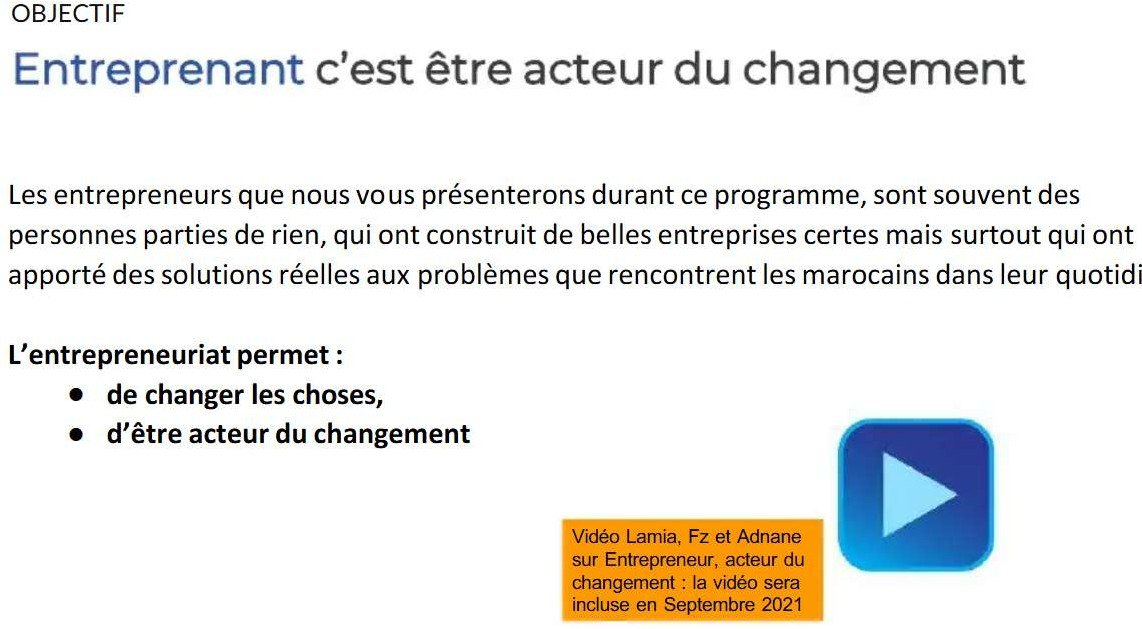 OBJECTIF
Entreprenant c'est être acteur du changement
Les entrepreneurs que nous vous présenterons durant ce programme, sont souvent des
personnes parties de rien, qui ont construit de belles entreprises certes mais surtout qui ont
apporté des solutions réelles aux problèmes que rencontrent les marocains dans leur quotidi
L'entrepreneuriat permet :
● de changer les choses,
● d'être acteur du changement
Vidéo Lamia, Fz et Adnane
sur Entrepreneur, acteur du
changement : la vidéo sera
incluse en Septembre 2021